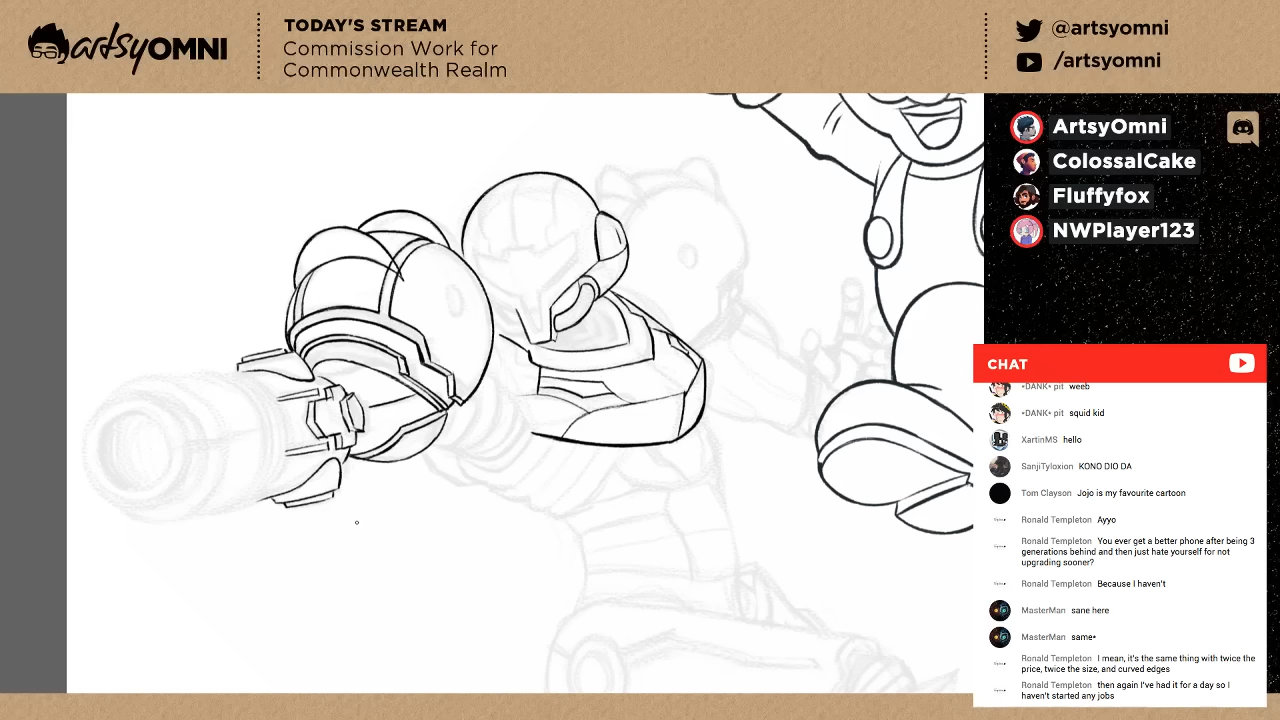 artsyOMNI
TODAY'S STREAM
Commission Work for
Commonwealth Realm
@artsyomni
/artsyomni
ArtsyOmni
ColossalCake
Fluffyfox
NWPlayer123
CHAT
*DANK* pit weeb
*DANK* pit squid kid
XartinMS hello
SanjiTyloxion KONO DIO DA
Tom Clayson Jojo is my favourite cartoon
Ronald Templeton Ayyo
Ronald Templeton You ever get a better phone after being 3
generations behind and then just hate yourself for not
upgrading sooner?
Ronald Templeton Because I haven't
MasterMan sane here
MasterMan same*
Ronald Templeton I mean, it's the same thing with twice the
price, twice the size, and curved edges
Ronald Templeton then again I've had it for a day so I
haven't started any jobs